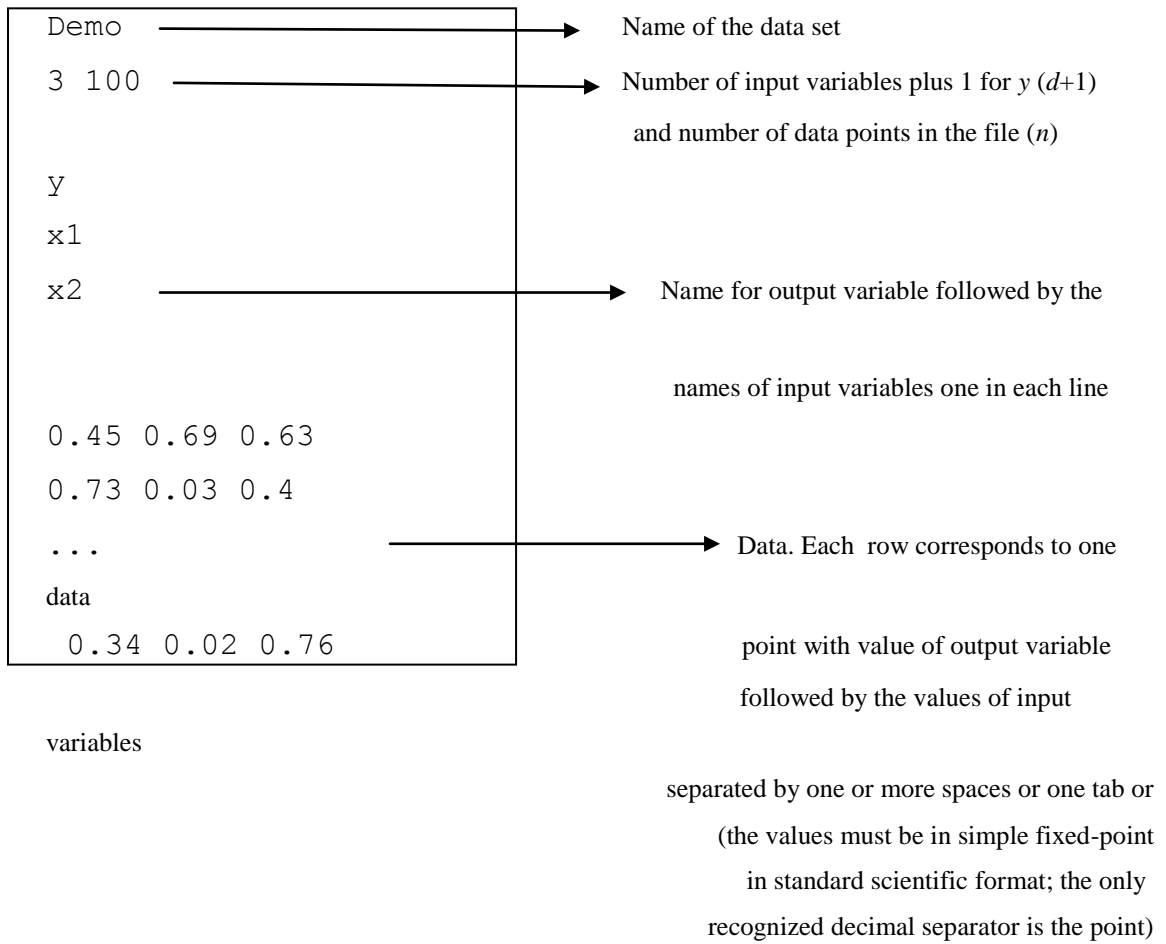 Demo Name of the data set
3 100 Number of input variables plus 1 for y (d+1)
and number of data points in the file (n)
y
x1
x2 Name for output variable followed by the
names of input variables one in each line
0.45 0.69 0.63
0.73 0.03 0.4
... Data. Each row corresponds to one
data
0.34 0.02 0.76 point with value of output variable
followed by the values of input
variables
separated by one or more spaces or one tab or
(the values must be in simple fixed-point
in standard scientific format; the only
recognized decimal separator is the point)